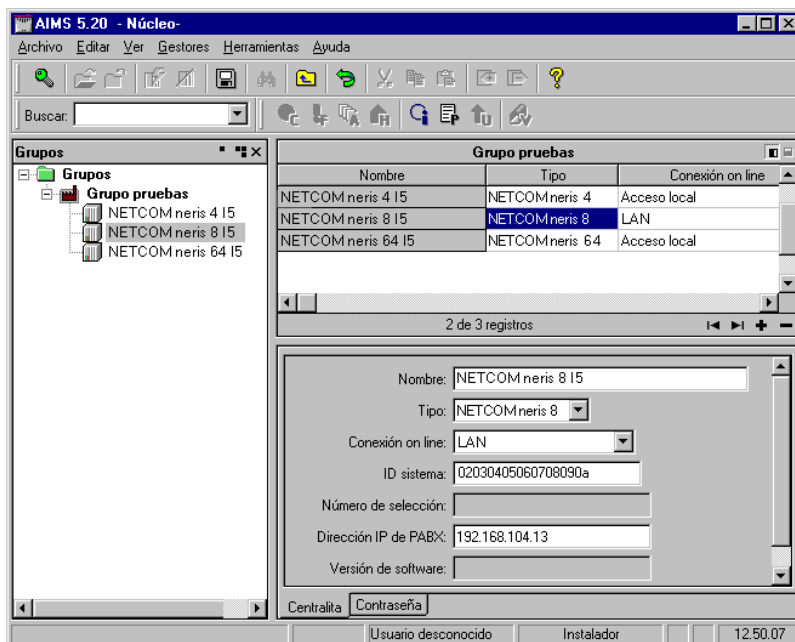 AIMS 5.20 - Núcleo-
Archivo Editar Ver Gestores Herramientas Ayuda
Buscar:
Grupos
Grupos
Grupo pruebas
NETCOM neris 4 I5
NETCOM neris 8 I5
NETCOM neris 64 I5
Grupo pruebas
Nombre Tipo Conexión on line
NETCOM neris 4 I5 NETCOM neris 4 Acceso local
NETCOM neris 8 I5 NETCOM neris 8 LAN
NETCOM neris 64 I5 NETCOM neris 64 Acceso local
2 de 3 registros
Nombre: NETCOM neris 8 I5
Tipo: NETCOM neris 8
Conexión on line: LAN
ID sistema: 02030405060708090a
Número de selección:
Dirección IP de PABX: 192.168.104.13
Versión de software:
Centralita Contraseña
Usuario desconocido Instalador 12.50.07